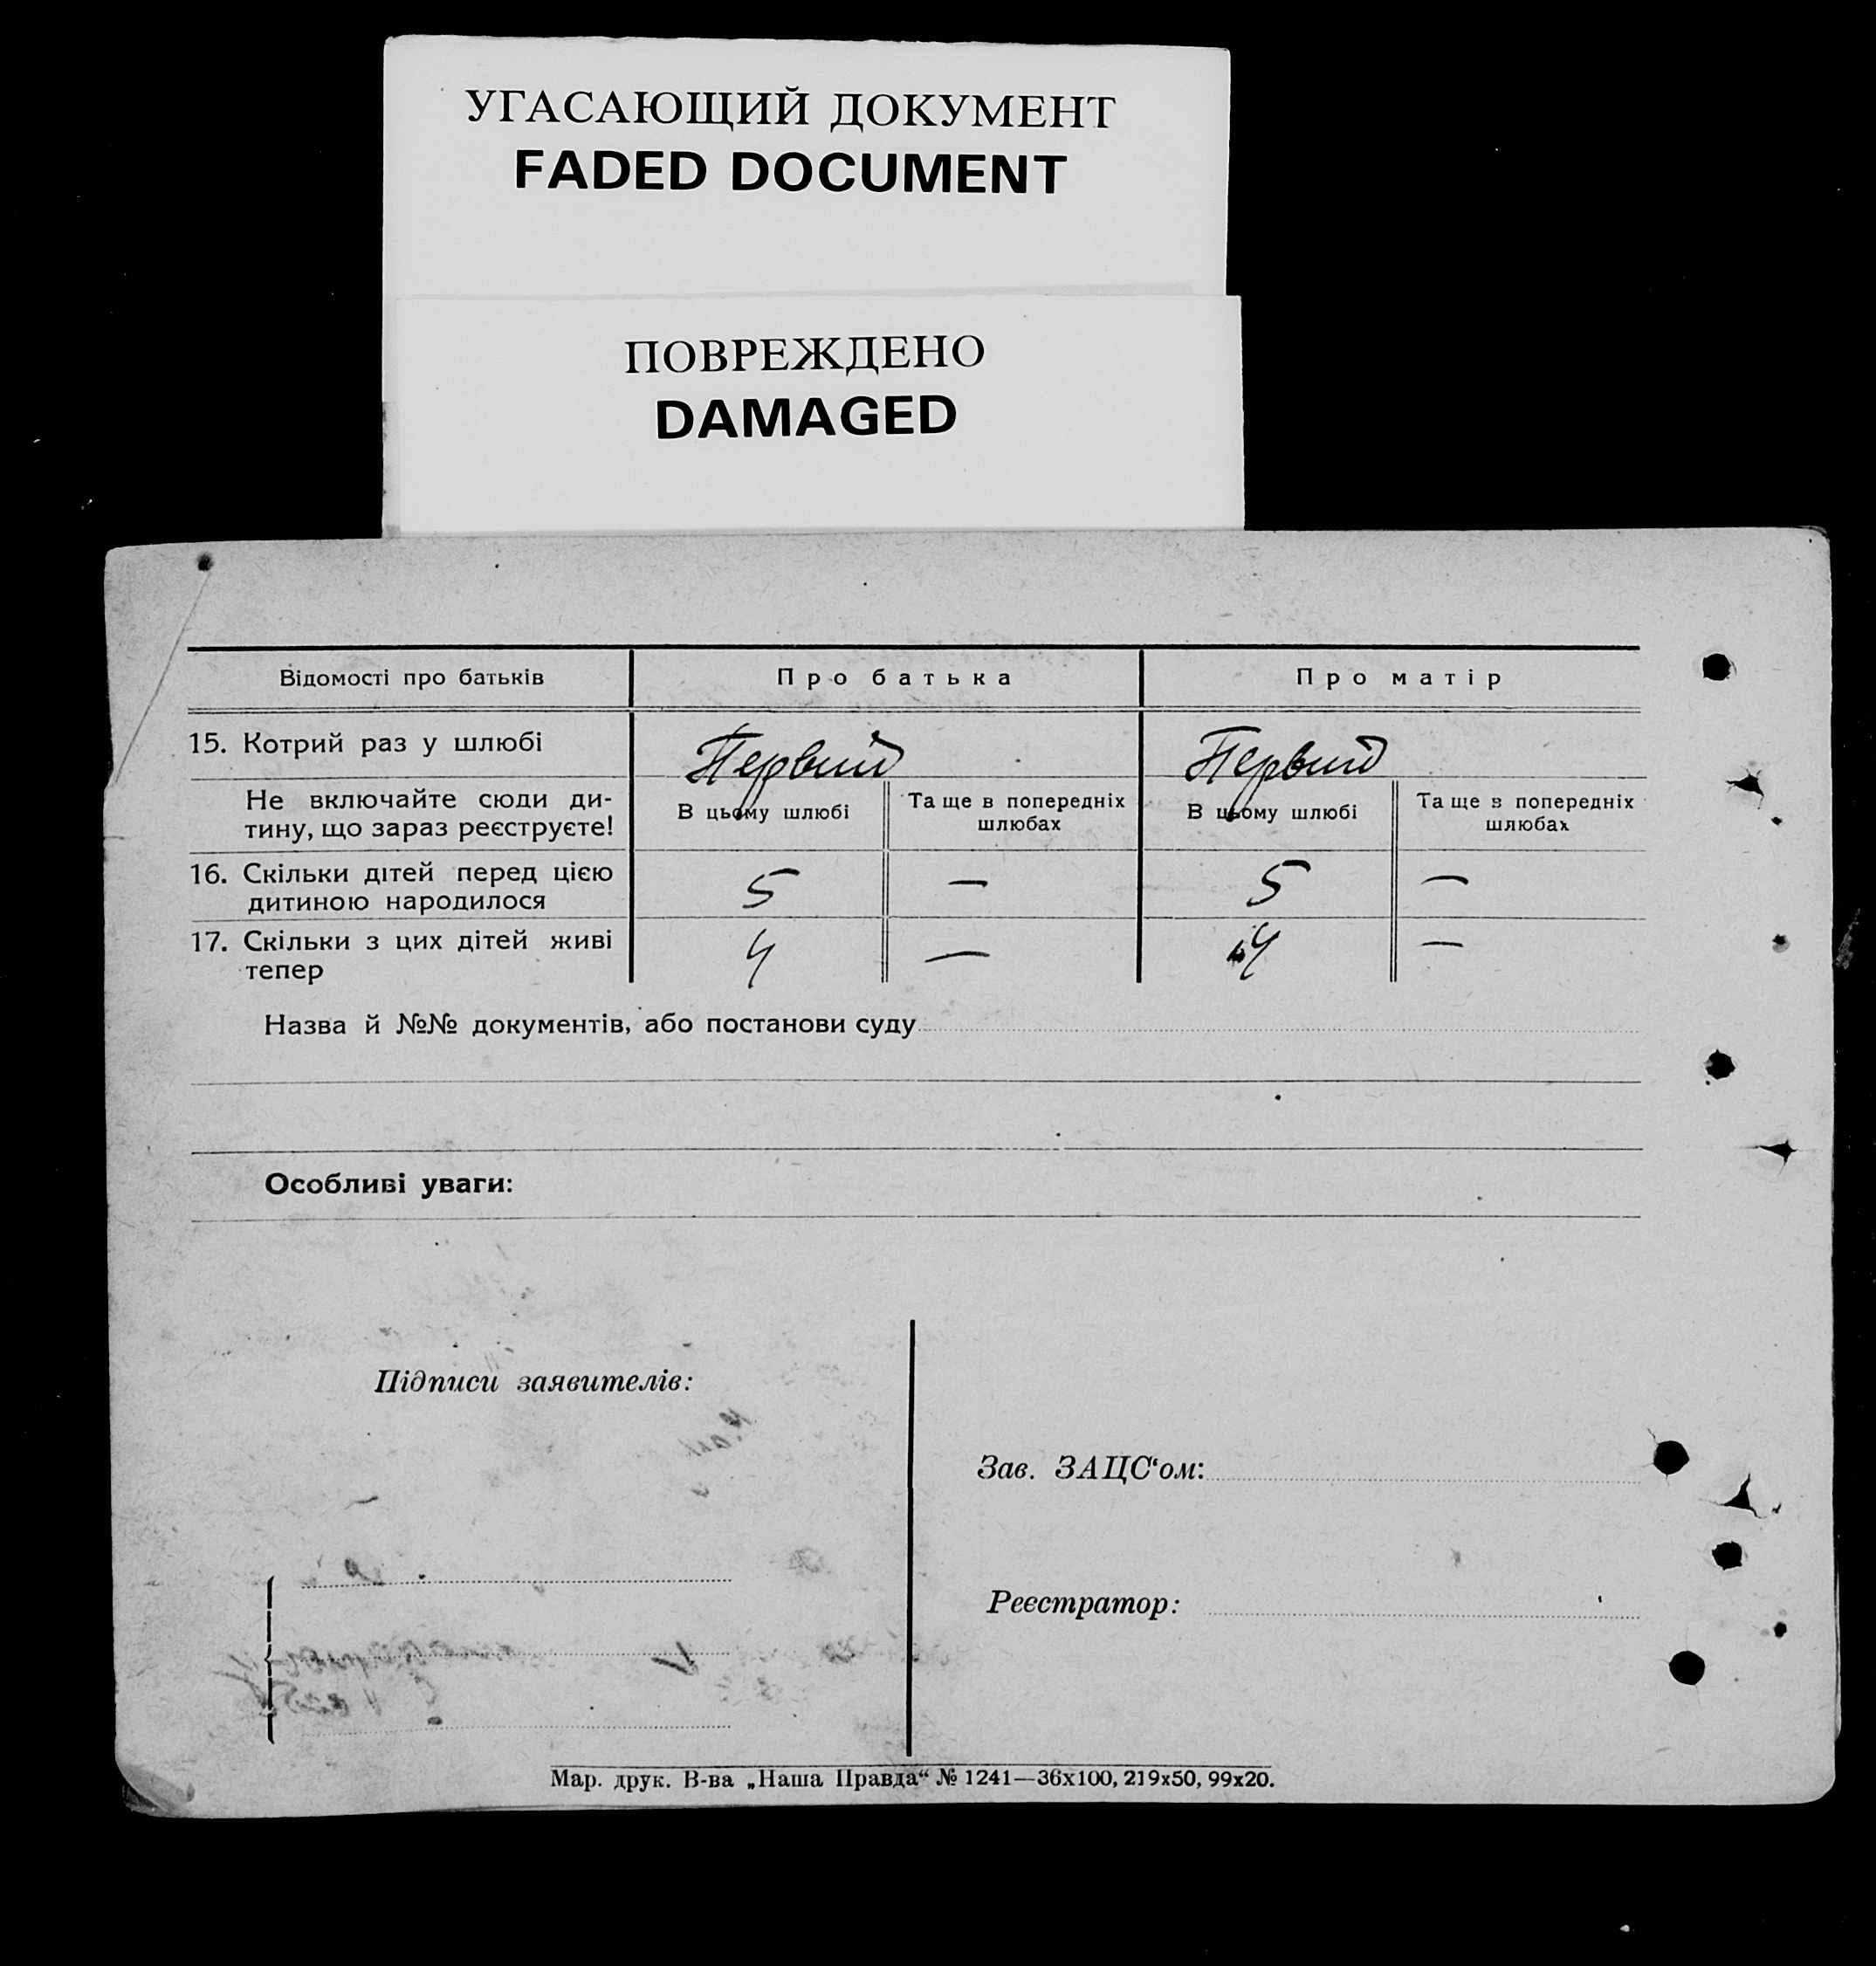 УГАСАЮЩИЙ ДОКУМЕНТ
FADED DOCUMENT
ПОВРЕЖДЕНО
DAMAGED
Відомості про батьків Про батька Про матір
15. Котрий раз у шлюбі Первий Первий
Не включайте сюди ди-
тину, що зараз реєструєте!
В цьому шлюбі
Та ще в попередніх
шлюбах
В цьому шлюбі
Та ще в попередніх
шлюбах
16. Скільки дітей перед цією
дитиною народилося
5 — 5 —
17. Скільки з цих дітей живі
тепер
4 — 4 —
Назва й №№ документів, або постанови суду
Особливі уваги:
Підписи заявителів:
Зав. ЗАЦС‘ом:
Реєстратор:
Мар. друк. В-ва „Наша Правда“ № 1241—36х100, 219х50, 99х20.